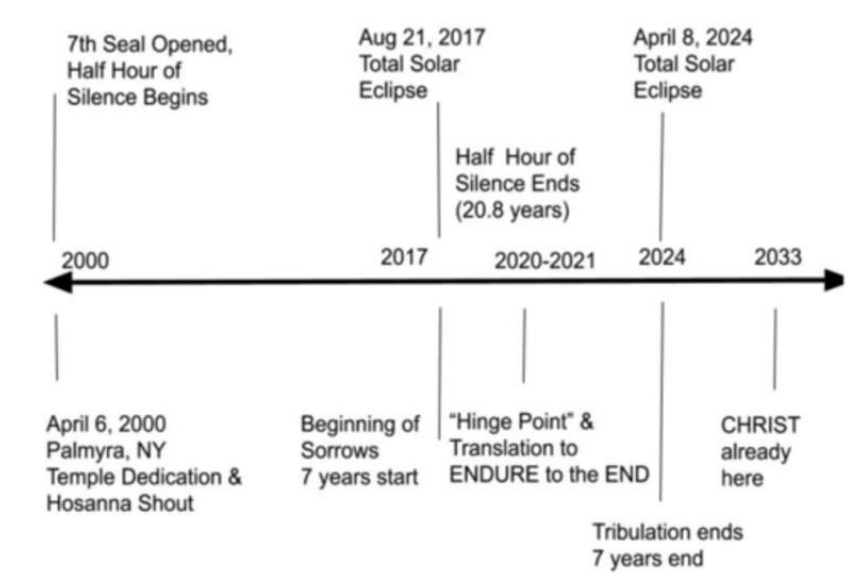 7th Seal Opened,
Half Hour of
Silence Begins
Aug 21, 2017
Total Solar
Eclipse
April 8, 2024
Total Solar
Eclipse
Half Hour of
Silence Ends
(20.8 years)
2000
2017
2020-2021
2024
2033
April 6, 2000
Palmyra, NY
Temple Dedication &
Hosanna Shout
Beginning of
Sorrows
7 years start
“Hinge Point” &
Translation to
ENDURE to the END
CHRIST
already
here
Tribulation ends
7 years end